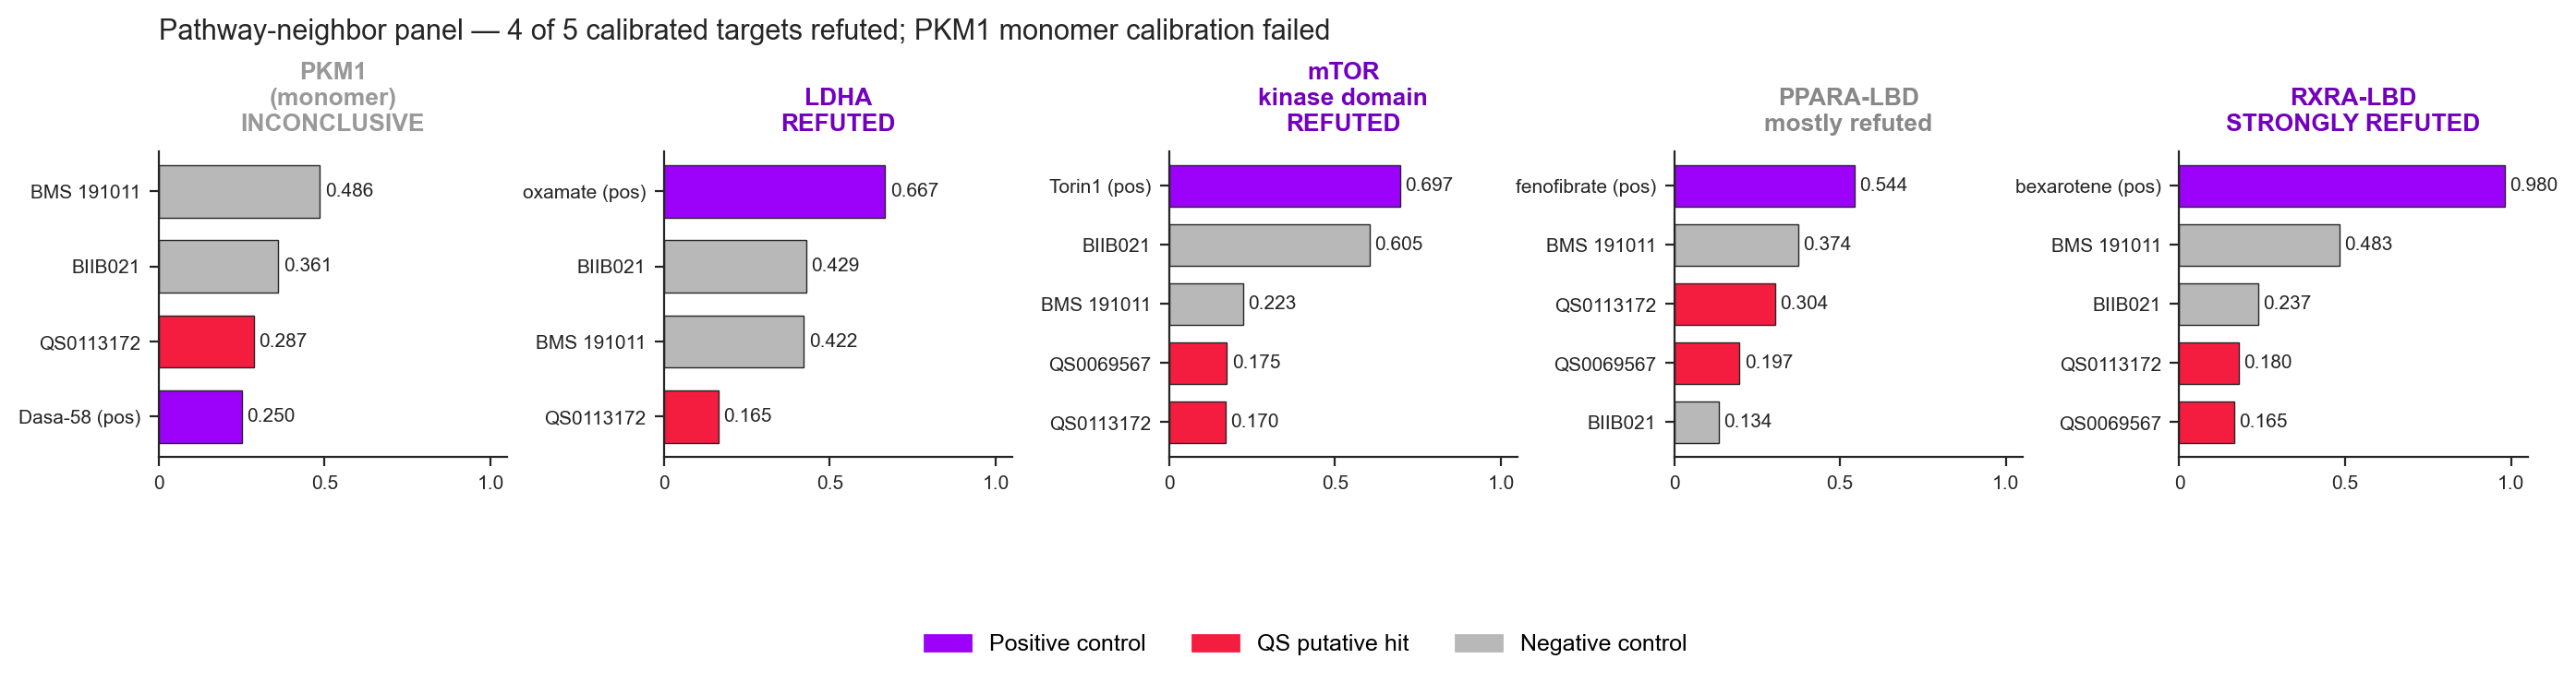 Pathway-neighbor panel — 4 of 5 calibrated targets refuted; PKM1 monomer calibration failed
PKM1
(monomer)
INCONCLUSIVE
BMS 191011
0.486
BIIB021
0.361
QS0113172
0.287
Dasa-58 (pos)
0.250
0 0.5 1.0
LDHA
REFUTED
oxamate (pos)
0.667
BIIB021
0.429
BMS 191011
0.422
QS0113172
0.165
0 0.5 1.0
mTOR
kinase domain
REFUTED
Torin1 (pos)
0.697
BIIB021
0.605
BMS 191011
0.223
QS0069567
0.175
QS0113172
0.170
0 0.5 1.0
PPARA-LBD
mostly refuted
fenofibrate (pos)
0.544
BMS 191011
0.374
QS0113172
0.304
QS0069567
0.197
BIIB021
0.134
0 0.5 1.0
RXRA-LBD
STRONGLY REFUTED
bexarotene (pos)
0.980
BMS 191011
0.483
BIIB021
0.237
QS0113172
0.180
QS0069567
0.165
0 0.5 1.0
Positive control
QS putative hit
Negative control